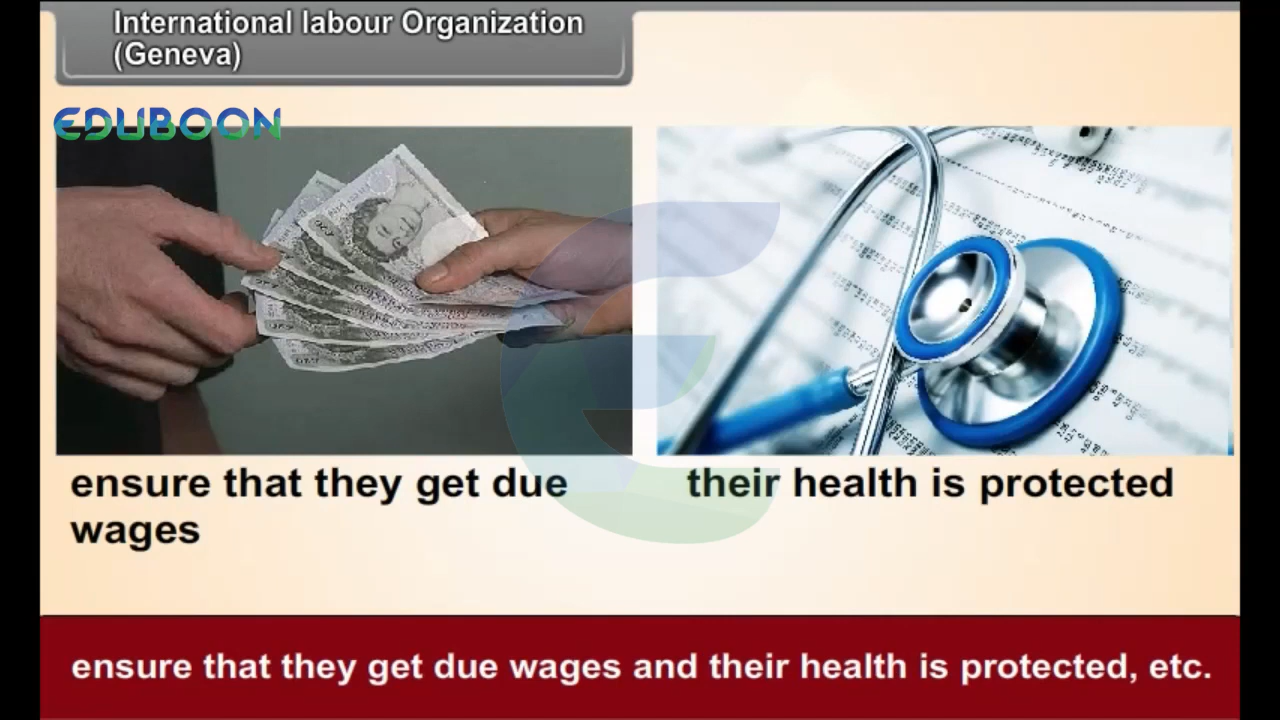 International labour Organization
(Geneva)
EDUBOON
ensure that they get due
wages
their health is protected
ensure that they get due wages and their health is protected, etc.